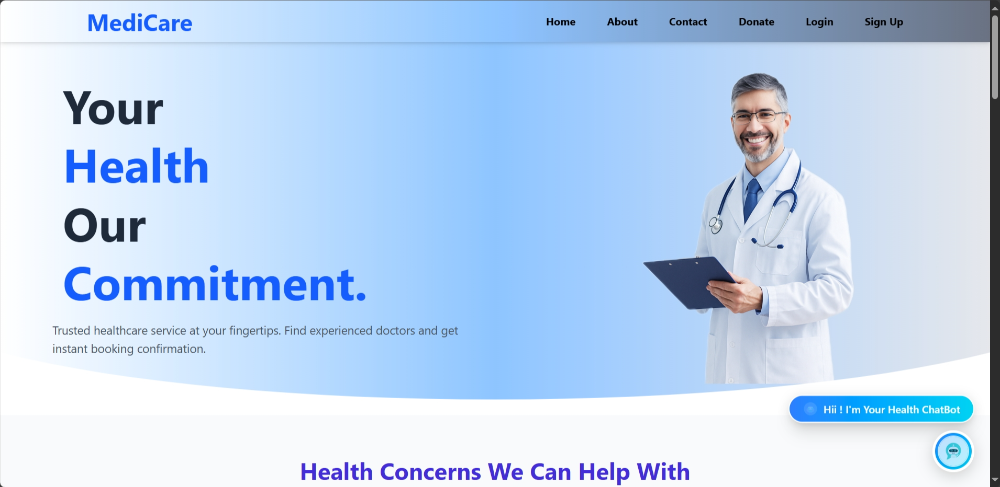 MediCare
Home About Contact Donate Login Sign Up
Your
Health
Our
Commitment.
Trusted healthcare service at your fingertips. Find experienced doctors and get
instant booking confirmation.
Hii ! I'm Your Health ChatBot
Health Concerns We Can Help With